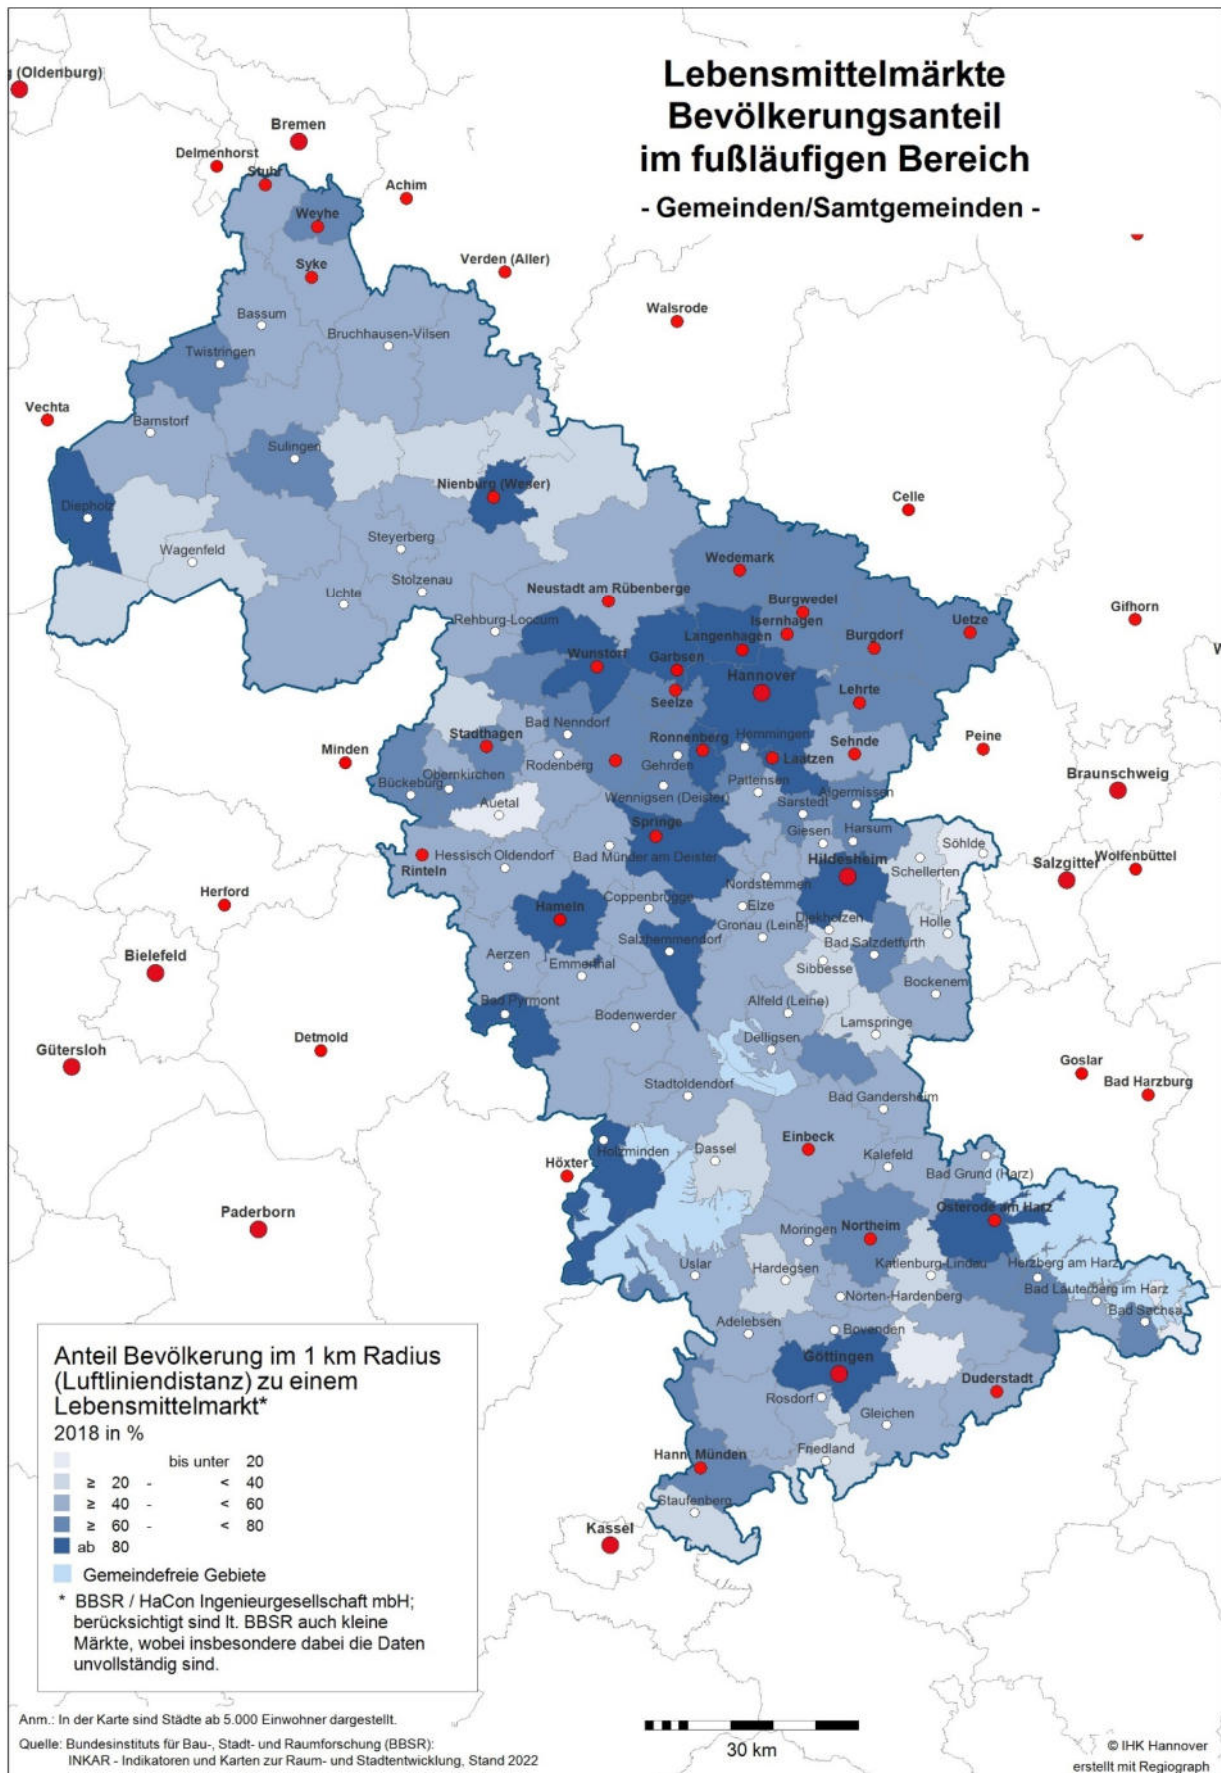 Lebensmittelmärkte
Bevölkerungsanteil
im fußläufigen Bereich
- Gemeinden/Samtgemeinden -
(Oldenburg)
Bremen
Delmenhorst
Stuhr
Achim
Weyhe
Syke
Verden (Aller)
Walsrode
Bassum
Bruchhausen-Vilsen
Twistringen
Vechta
Barnstorf
Sulingen
Nienburg (Weser)
Celle
Diepholz
Steyerberg
Wagenfeld
Wedemark
Stolzenau
Uchte
Neustadt am Rübenberge
Burgwedel
Gifhorn
Isernhagen
Uetze
Rehburg-Loccum
Langenhagen
Burgdorf
Wunstorf
Garbsen
Hannover
Seelze
Lehrte
Bad Nenndorf
Stadthagen
Ronnenberg
Hemmingen
Sehnde
Peine
Minden
Rodenberg
Gehrden
Laatzen
Braunschweig
Obernkirchen
Bückeburg
Pattensen
Algermissen
Wennigsen (Deister)
Auetal
Sarstedt
Springe
Giesen
Harsum
Söhlde
Hessisch Oldendorf
Bad Münder am Deister
Hildesheim
Schellerten
Salzgitter
Wolfenbüttel
Rinteln
Herford
Nordstemmen
Coppenbrügge
Elze
Hameln
Diekholzen
Holle
Gronau (Leine)
Salzhemmendorf
Bad Salzdetfurth
Bielefeld
Aerzen
Emmerthal
Sibbesse
Bockenem
Bad Pyrmont
Alfeld (Leine)
Bodenwerder
Lamspringe
Detmold
Delligsen
Gütersloh
Goslar
Bad Harzburg
Stadtoldendorf
Bad Gandersheim
Einbeck
Holzminden
Dassel
Kalefeld
Höxter
Bad Grund (Harz)
Paderborn
Osterode am Harz
Moringen
Northeim
Uslar
Hardegsen
Katlenburg-Lindau
Herzberg am Harz
Bad Lauterberg im Harz
Nörten-Hardenberg
Bad Sachsa
Adelebsen
Bovenden
Göttingen
Duderstadt
Rosdorf
Gleichen
Hann. Münden
Friedland
Staufenberg
Kassel
Anteil Bevölkerung im 1 km Radius
(Luftliniendistanz) zu einem
Lebensmittelmarkt*
2018 in %
bis unter 20
≥ 20 - < 40
≥ 40 - < 60
≥ 60 - < 80
ab 80
Gemeindefreie Gebiete
* BBSR / HaCon Ingenieurgesellschaft mbH;
berücksichtigt sind lt. BBSR auch kleine
Märkte, wobei insbesondere dabei die Daten
unvollständig sind.
Anm.: In der Karte sind Städte ab 5.000 Einwohner dargestellt.
Quelle: Bundesinstituts für Bau-, Stadt- und Raumforschung (BBSR):
INKAR - Indikatoren und Karten zur Raum- und Stadtentwicklung, Stand 2022
30 km
© IHK Hannover
erstellt mit Regiograph